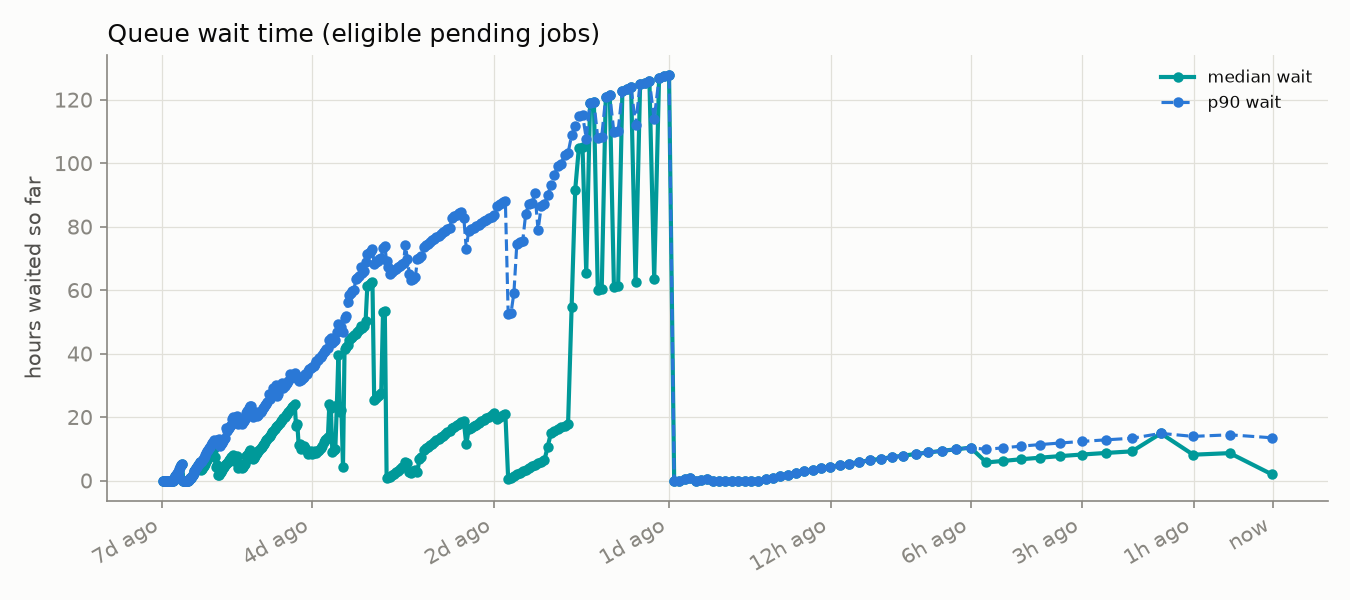 Queue wait time (eligible pending jobs)
median wait
p90 wait
hours waited so far
120
100
80
60
40
20
0
7d ago
4d ago
2d ago
1d ago
12h ago
6h ago
3h ago
1h ago
now